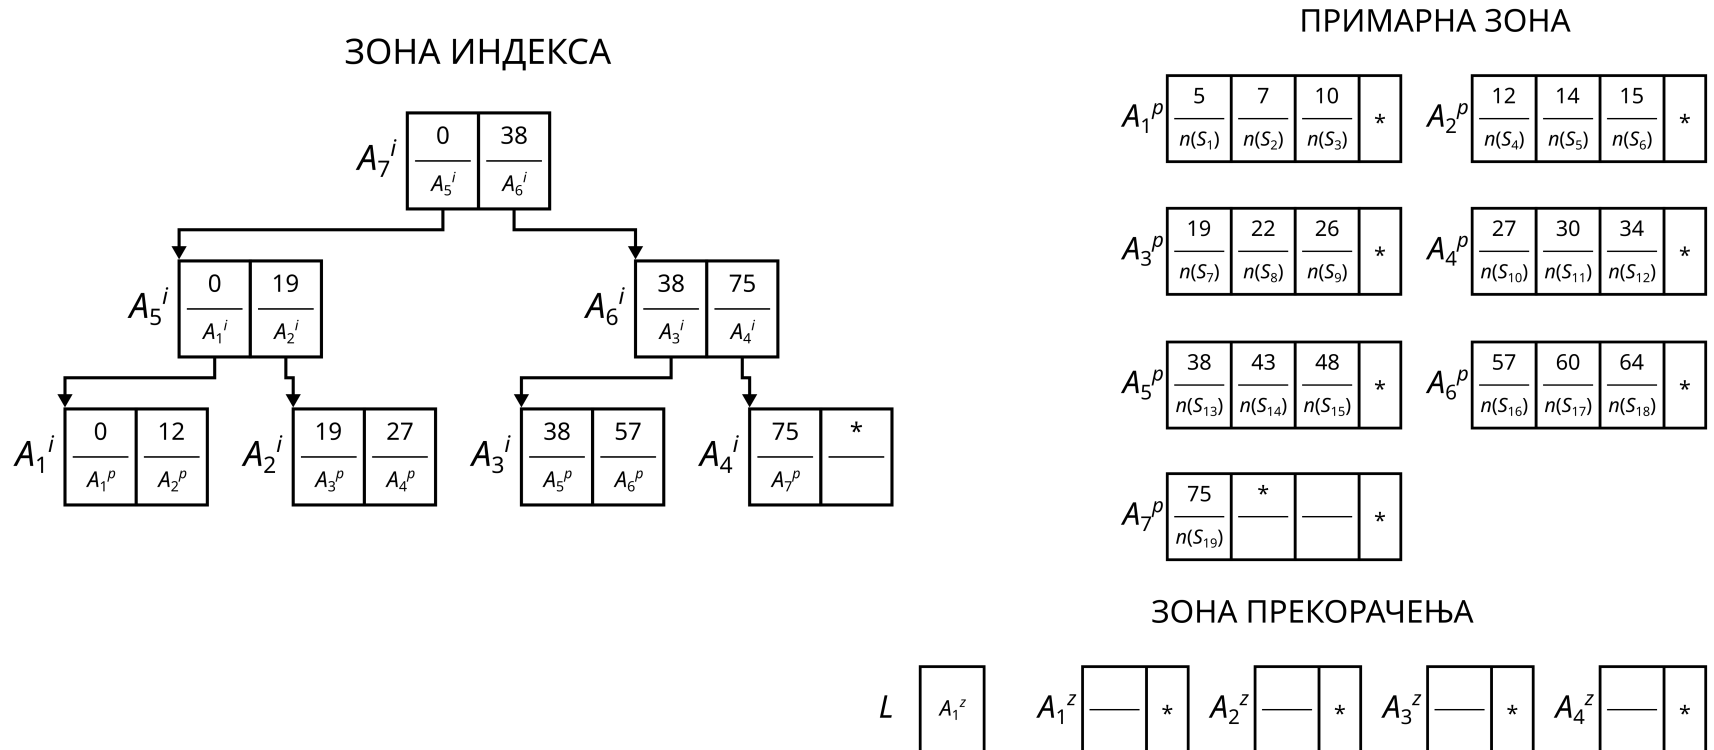 ЗОНА ИНДЕКСА
A₇ⁱ 0 38
A₅ⁱ A₆ⁱ
A₅ⁱ 0 19 A₆ⁱ 38 75
A₁ⁱ A₂ⁱ A₃ⁱ A₄ⁱ
A₁ⁱ 0 12 A₂ⁱ 19 27 A₃ⁱ 38 57 A₄ⁱ 75 *
A₁ᵖ A₂ᵖ A₃ᵖ A₄ᵖ A₅ᵖ A₆ᵖ A₇ᵖ
ПРИМАРНА ЗОНА
A₁ᵖ 5 7 10 * A₂ᵖ 12 14 15 *
n(S₁) n(S₂) n(S₃) n(S₄) n(S₅) n(S₆)
A₃ᵖ 19 22 26 * A₄ᵖ 27 30 34 *
n(S₇) n(S₈) n(S₉) n(S₁₀) n(S₁₁) n(S₁₂)
A₅ᵖ 38 43 48 * A₆ᵖ 57 60 64 *
n(S₁₃) n(S₁₄) n(S₁₅) n(S₁₆) n(S₁₇) n(S₁₈)
A₇ᵖ 75 * *
n(S₁₉)
ЗОНА ПРЕКОРАЧЕЊА
L A₁ᶻ A₁ᶻ * A₂ᶻ * A₃ᶻ * A₄ᶻ *